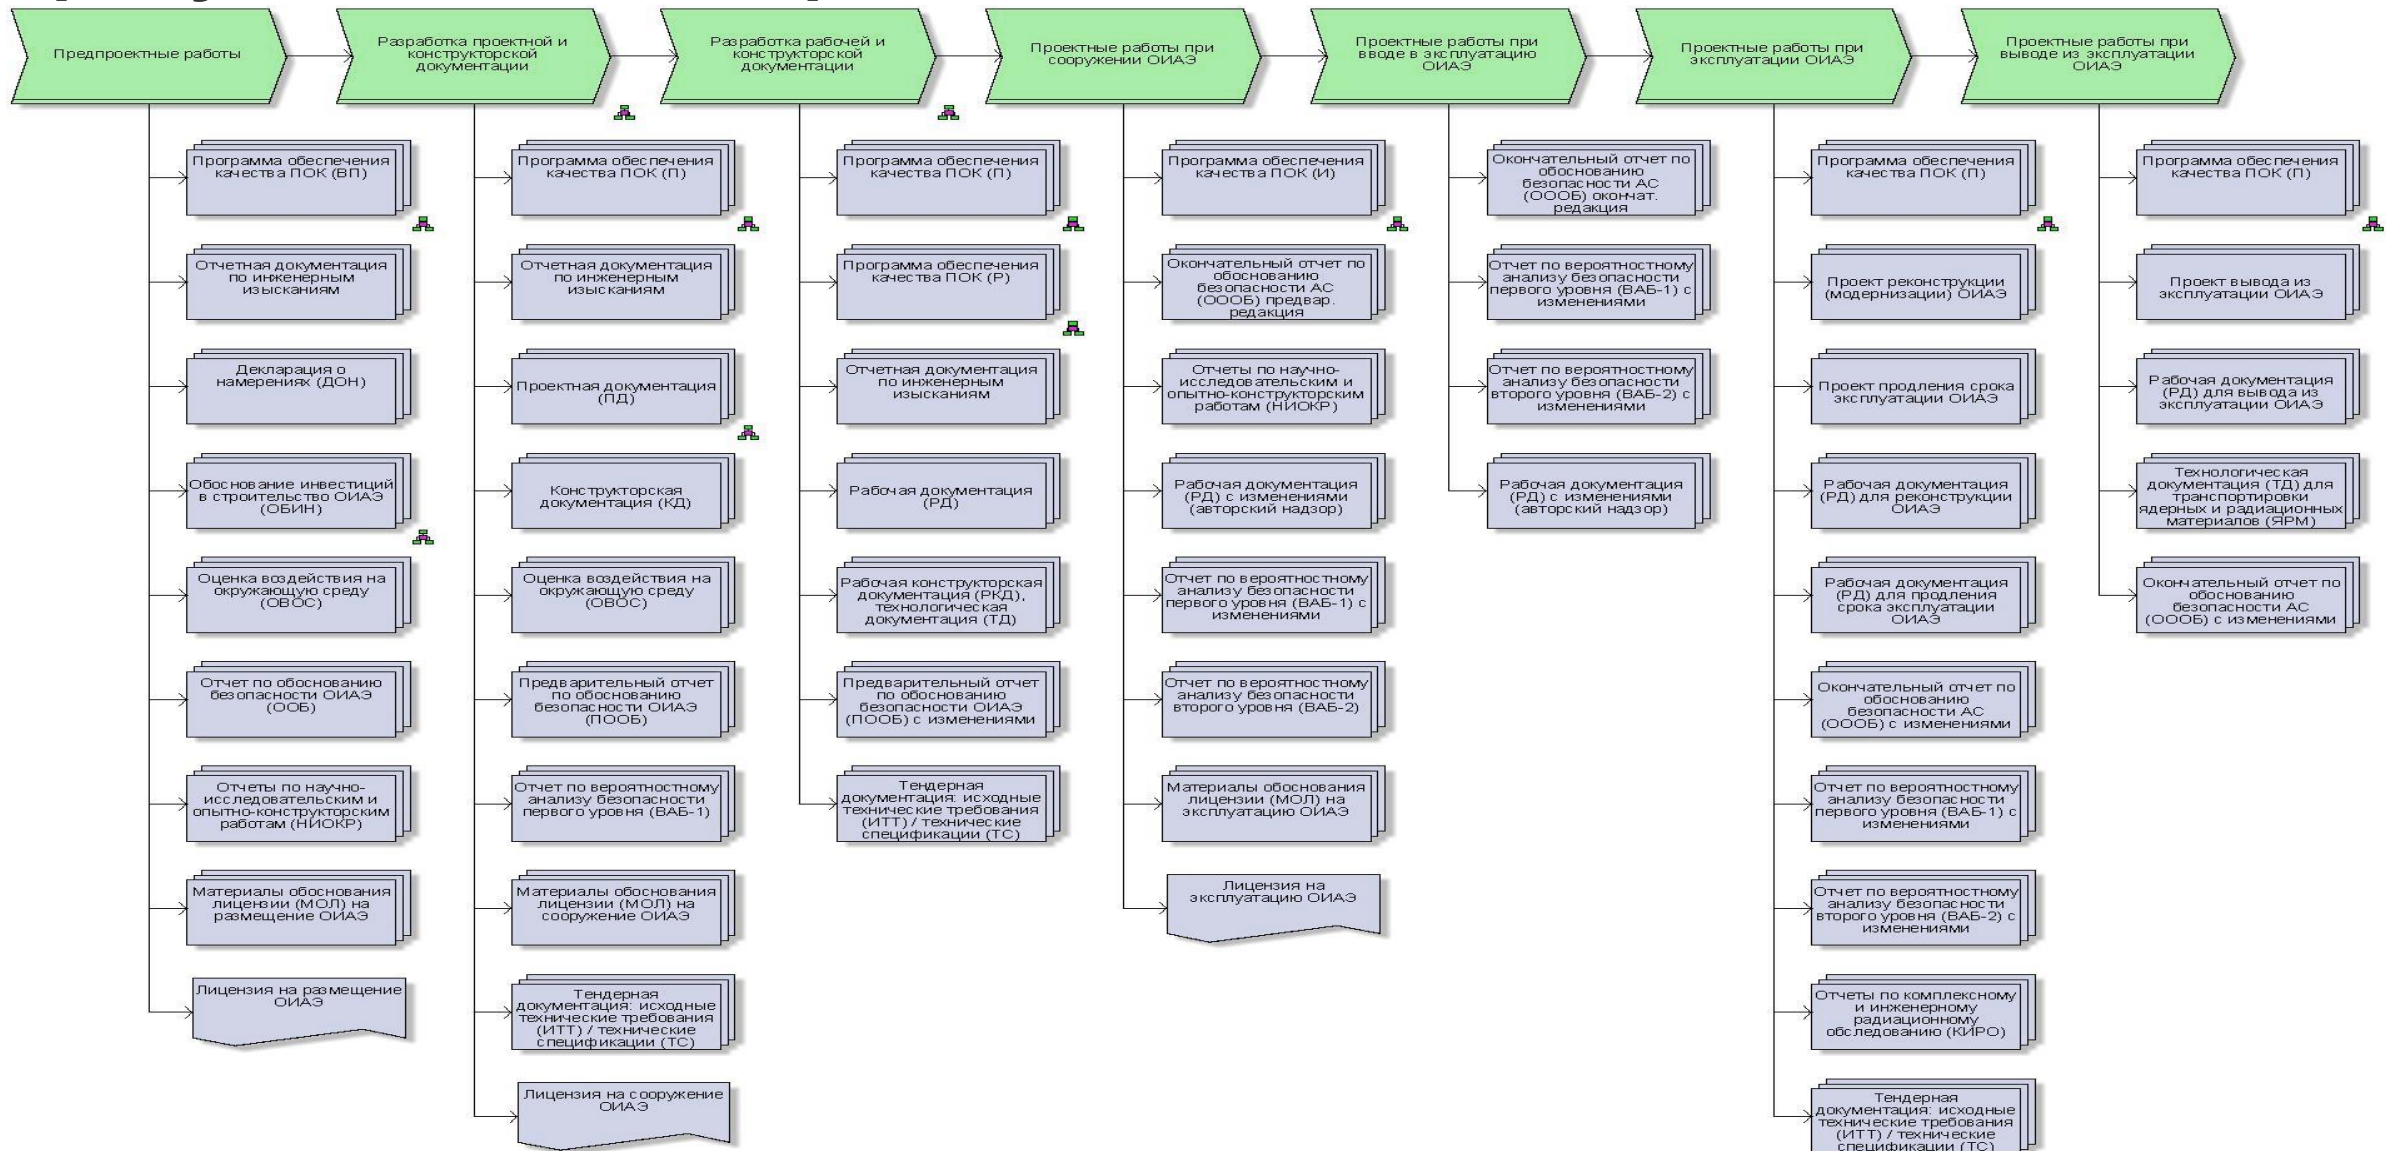 Предпроектные работы
Разработка проектной и
конструкторской
документации
Разработка рабочей и
конструкторской
документации
Проектные работы при
сооружении ОИАЭ
Проектные работы при
вводе в эксплуатацию
ОИАЭ
Проектные работы при
эксплуатации ОИАЭ
Проектные работы при
выводе из эксплуатации
ОИАЭ
Программа обеспечения
качества ПОК (ВП)
Отчетная документация
по инженерным
изысканиям
Декларация о
намерениях (ДОН)
Обоснование инвестиций
в строительство ОИАЭ
(ОБИН)
Оценка воздействия на
окружающую среду
(ОВОС)
Отчет по обоснованию
безопасности ОИАЭ
(ООБ)
Отчеты по научно-
исследовательским и
опытно-конструкторским
работам (НИОКР)
Материалы обоснования
лицензии (МОЛ) на
размещение ОИАЭ
Лицензия на размещение
ОИАЭ
Программа обеспечения
качества ПОК (П)
Отчетная документация
по инженерным
изысканиям
Проектная документация
(ПД)
Конструкторская
документация (КД)
Оценка воздействия на
окружающую среду
(ОВОС)
Предварительный отчет
по обоснованию
безопасности ОИАЭ
(ПООБ)
Отчет по вероятностному
анализу безопасности
первого уровня (ВАБ-1)
Материалы обоснования
лицензии (МОЛ) на
сооружение ОИАЭ
Тендерная
документация: исходные
технические требования
(ИТТ) / технические
спецификации (ТС)
Лицензия на сооружение
ОИАЭ
Программа обеспечения
качества ПОК (П)
Программа обеспечения
качества ПОК (Р)
Отчетная документация
по инженерным
изысканиям
Рабочая документация
(РД)
Рабочая конструкторская
документация (РКД),
технологическая
документация (ТД)
Предварительный отчет
по обоснованию
безопасности ОИАЭ
(ПООБ) с изменениями
Тендерная
документация: исходные
технические требования
(ИТТ) / технические
спецификации (ТС)
Программа обеспечения
качества ПОК (И)
Окончательный отчет по
обоснованию
безопасности АС
(ОООБ) предвар.
редакция
Отчеты по научно-
исследовательским и
опытно-конструкторским
работам (НИОКР)
Рабочая документация
(РД) с изменениями
(авторский надзор)
Отчет по вероятностному
анализу безопасности
первого уровня (ВАБ-1) с
изменениями
Отчет по вероятностному
анализу безопасности
второго уровня (ВАБ-2)
Материалы обоснования
лицензии (МОЛ) на
эксплуатацию ОИАЭ
Лицензия на
эксплуатацию ОИАЭ
Окончательный отчет по
обоснованию
безопасности АС
(ОООБ) окончат.
редакция
Отчет по вероятностному
анализу безопасности
первого уровня (ВАБ-1) с
изменениями
Отчет по вероятностному
анализу безопасности
второго уровня (ВАБ-2) с
изменениями
Рабочая документация
(РД) с изменениями
(авторский надзор)
Программа обеспечения
качества ПОК (П)
Проект реконструкции
(модернизации) ОИАЭ
Проект продления срока
эксплуатации ОИАЭ
Рабочая документация
(РД) для реконструкции
ОИАЭ
Рабочая документация
(РД) для продления
срока эксплуатации
ОИАЭ
Окончательный отчет по
обоснованию
безопасности АС
(ОООБ) с изменениями
Отчет по вероятностному
анализу безопасности
первого уровня (ВАБ-1) с
изменениями
Отчет по вероятностному
анализу безопасности
второго уровня (ВАБ-2) с
изменениями
Отчеты по комплексному
и инженерному
радиационному
обследованию (КИРО)
Тендерная
документация: исходные
технические требования
(ИТТ) / технические
спецификации (ТС)
Программа обеспечения
качества ПОК (П)
Проект вывода из
эксплуатации ОИАЭ
Рабочая документация
(РД) для вывода из
эксплуатации ОИАЭ
Технологическая
документация (ТД) для
транспортировки
ядерных и радиационных
материалов (ЯРМ)
Окончательный отчет по
обоснованию
безопасности АС
(ОООБ) с изменениями